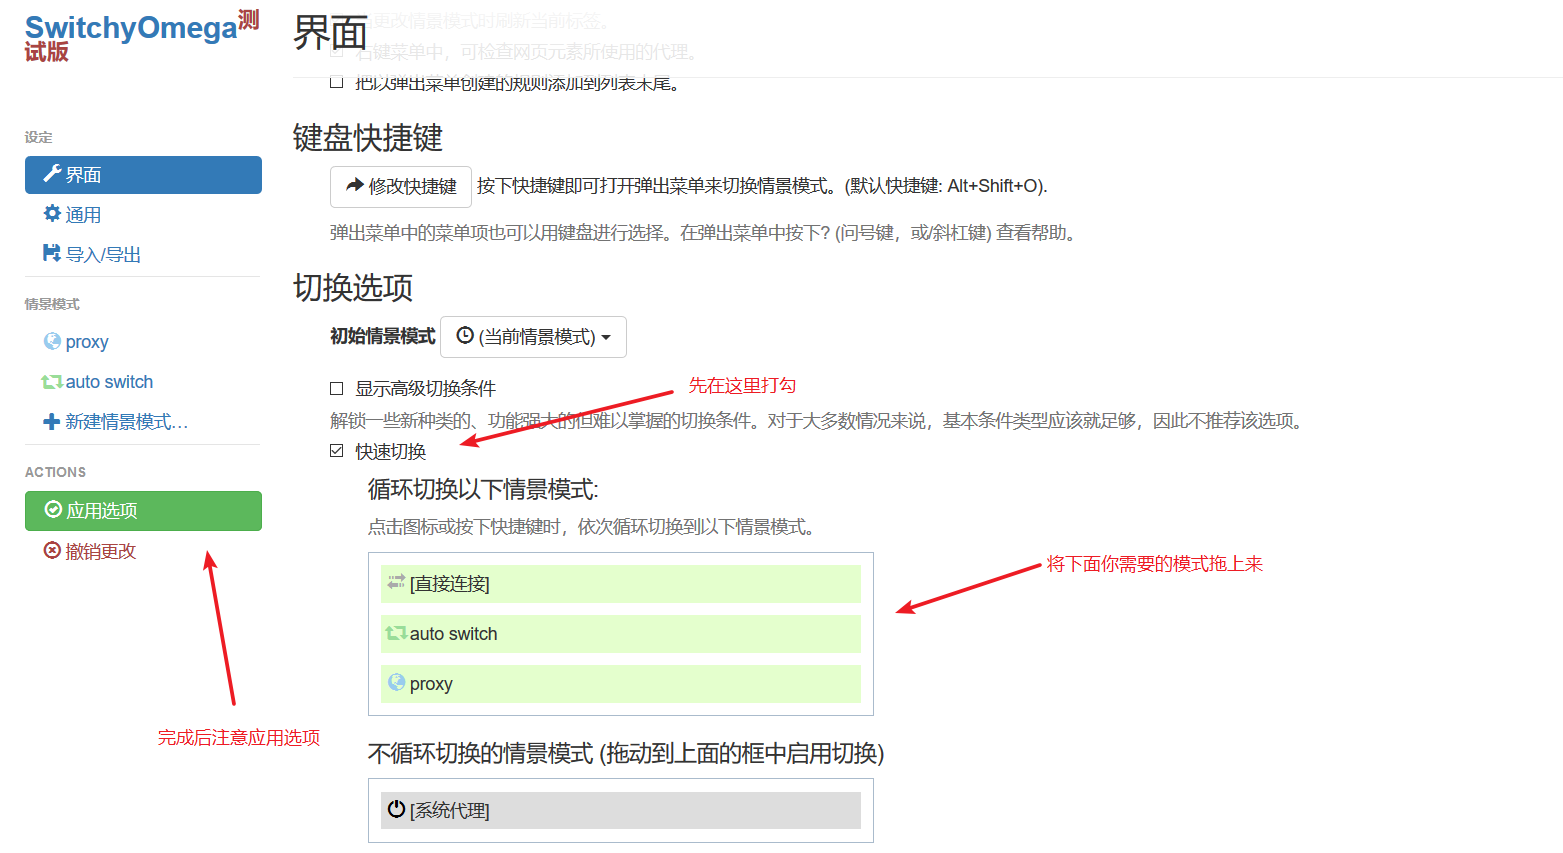 SwitchyOmega测
试版
设定
界面
通用
导入/导出
情景模式
proxy
auto switch
新建情景模式…
ACTIONS
应用选项
撤销更改
完成后注意应用选项
界面
更改情景模式时刷新当前标签。
右键菜单中，可检查网页元素所使用的代理。
把以弹出菜单创建的规则添加到列表末尾。
键盘快捷键
修改快捷键 按下快捷键即可打开弹出菜单来切换情景模式。(默认快捷键: Alt+Shift+O).
弹出菜单中的菜单项也可以用键盘进行选择。在弹出菜单中按下? (问号键，或/斜杠键) 查看帮助。
切换选项
初始情景模式 (当前情景模式)
显示高级切换条件
先在这里打勾
解锁一些新种类的、功能强大的但难以掌握的切换条件。对于大多数情况来说，基本条件类型应该就足够，因此不推荐该选项。
快速切换
循环切换以下情景模式:
点击图标或按下快捷键时，依次循环切换到以下情景模式。
将下面你需要的模式拖上来
[直接连接]
auto switch
proxy
不循环切换的情景模式 (拖动到上面的框中启用切换)
[系统代理]